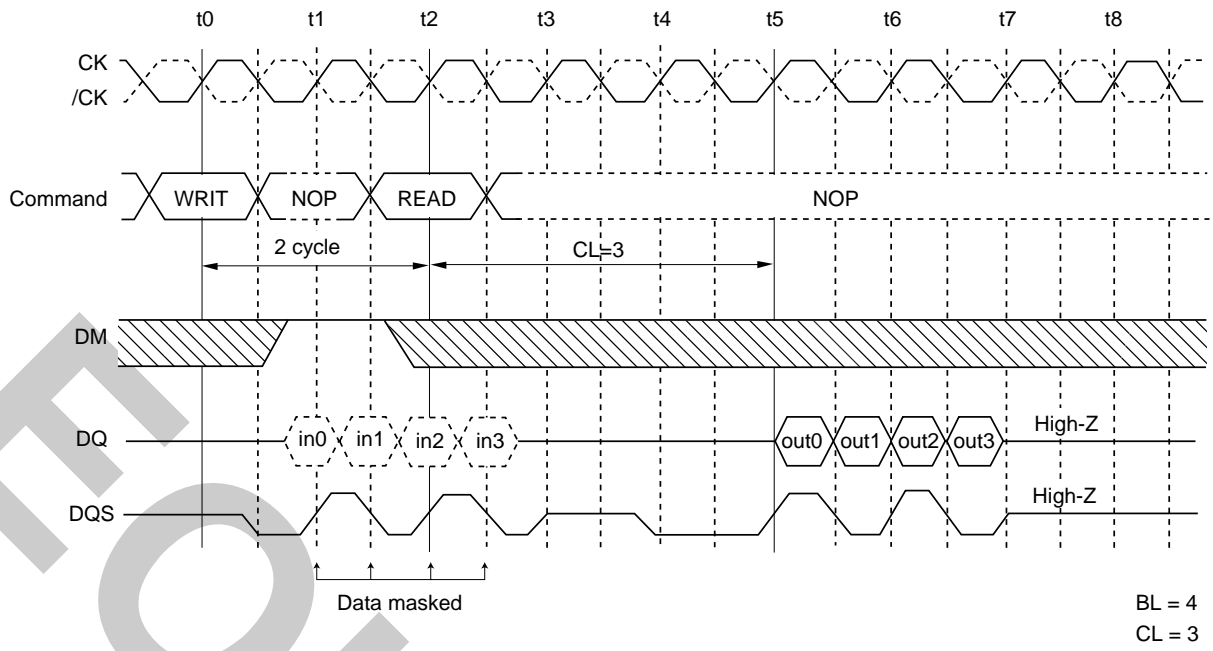 t0 t1 t2 t3 t4 t5 t6 t7 t8
CK
/CK
Command WRIT NOP READ NOP
2 cycle CL=3
DM
DQ in0 in1 in2 in3 out0 out1 out2 out3 High-Z
DQS High-Z
Data masked
BL = 4
CL = 3